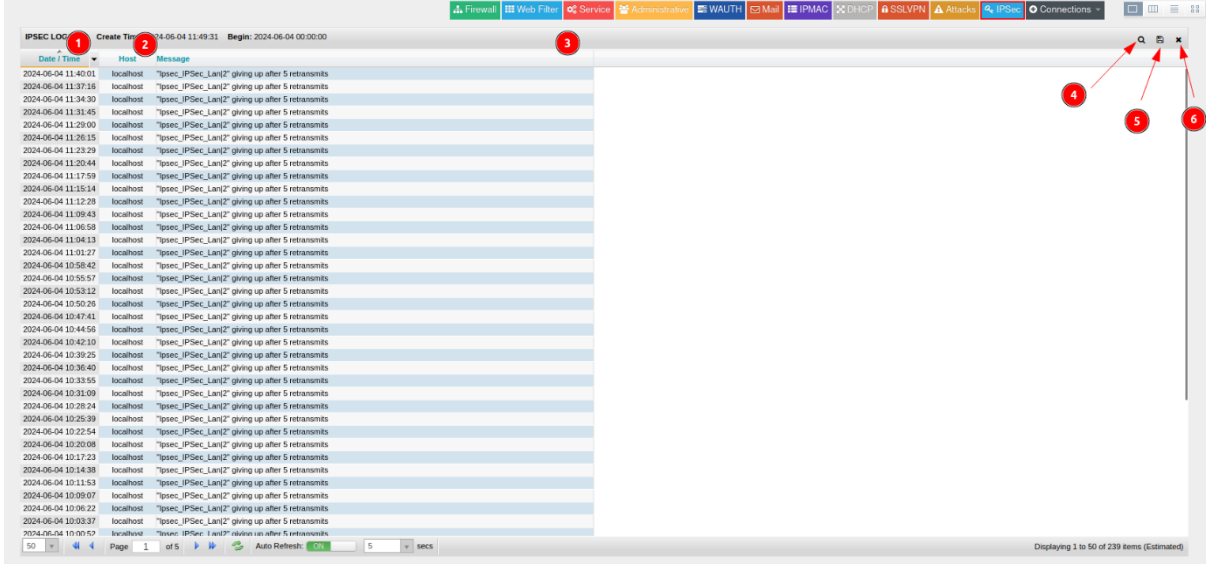 Firewall Web Filter Service Administrative WAUTH Mail IPMAC DHCP SSLVPN Attacks IPSec Connections
IPSEC LOG Create Time 24-06-04 11:49:31 Begin: 2024-06-04 00:00:00
1 2 3
Date / Time Host Message
4
5
6
2024-06-04 11:40:01 localhost "Ipsec_IPSec_Lan|2" giving up after 5 retransmits
2024-06-04 11:37:16 localhost "Ipsec_IPSec_Lan|2" giving up after 5 retransmits
2024-06-04 11:34:30 localhost "Ipsec_IPSec_Lan|2" giving up after 5 retransmits
2024-06-04 11:31:45 localhost "Ipsec_IPSec_Lan|2" giving up after 5 retransmits
2024-06-04 11:29:00 localhost "Ipsec_IPSec_Lan|2" giving up after 5 retransmits
2024-06-04 11:26:15 localhost "Ipsec_IPSec_Lan|2" giving up after 5 retransmits
2024-06-04 11:23:29 localhost "Ipsec_IPSec_Lan|2" giving up after 5 retransmits
2024-06-04 11:20:44 localhost "Ipsec_IPSec_Lan|2" giving up after 5 retransmits
2024-06-04 11:17:59 localhost "Ipsec_IPSec_Lan|2" giving up after 5 retransmits
2024-06-04 11:15:14 localhost "Ipsec_IPSec_Lan|2" giving up after 5 retransmits
2024-06-04 11:12:28 localhost "Ipsec_IPSec_Lan|2" giving up after 5 retransmits
2024-06-04 11:09:43 localhost "Ipsec_IPSec_Lan|2" giving up after 5 retransmits
2024-06-04 11:06:58 localhost "Ipsec_IPSec_Lan|2" giving up after 5 retransmits
2024-06-04 11:04:13 localhost "Ipsec_IPSec_Lan|2" giving up after 5 retransmits
2024-06-04 11:01:27 localhost "Ipsec_IPSec_Lan|2" giving up after 5 retransmits
2024-06-04 10:58:42 localhost "Ipsec_IPSec_Lan|2" giving up after 5 retransmits
2024-06-04 10:55:57 localhost "Ipsec_IPSec_Lan|2" giving up after 5 retransmits
2024-06-04 10:53:12 localhost "Ipsec_IPSec_Lan|2" giving up after 5 retransmits
2024-06-04 10:50:26 localhost "Ipsec_IPSec_Lan|2" giving up after 5 retransmits
2024-06-04 10:47:41 localhost "Ipsec_IPSec_Lan|2" giving up after 5 retransmits
2024-06-04 10:44:56 localhost "Ipsec_IPSec_Lan|2" giving up after 5 retransmits
2024-06-04 10:42:10 localhost "Ipsec_IPSec_Lan|2" giving up after 5 retransmits
2024-06-04 10:39:25 localhost "Ipsec_IPSec_Lan|2" giving up after 5 retransmits
2024-06-04 10:36:40 localhost "Ipsec_IPSec_Lan|2" giving up after 5 retransmits
2024-06-04 10:33:55 localhost "Ipsec_IPSec_Lan|2" giving up after 5 retransmits
2024-06-04 10:31:09 localhost "Ipsec_IPSec_Lan|2" giving up after 5 retransmits
2024-06-04 10:28:24 localhost "Ipsec_IPSec_Lan|2" giving up after 5 retransmits
2024-06-04 10:25:39 localhost "Ipsec_IPSec_Lan|2" giving up after 5 retransmits
2024-06-04 10:22:54 localhost "Ipsec_IPSec_Lan|2" giving up after 5 retransmits
2024-06-04 10:20:08 localhost "Ipsec_IPSec_Lan|2" giving up after 5 retransmits
2024-06-04 10:17:23 localhost "Ipsec_IPSec_Lan|2" giving up after 5 retransmits
2024-06-04 10:14:38 localhost "Ipsec_IPSec_Lan|2" giving up after 5 retransmits
2024-06-04 10:11:53 localhost "Ipsec_IPSec_Lan|2" giving up after 5 retransmits
2024-06-04 10:09:07 localhost "Ipsec_IPSec_Lan|2" giving up after 5 retransmits
2024-06-04 10:06:22 localhost "Ipsec_IPSec_Lan|2" giving up after 5 retransmits
2024-06-04 10:03:37 localhost "Ipsec_IPSec_Lan|2" giving up after 5 retransmits
2024-06-04 10:00:52 localhost "Ipsec_IPSec_Lan|2" giving up after 5 retransmits
50 Page 1 of 5 Auto Refresh: ON 5 secs Displaying 1 to 50 of 239 items (Estimated)